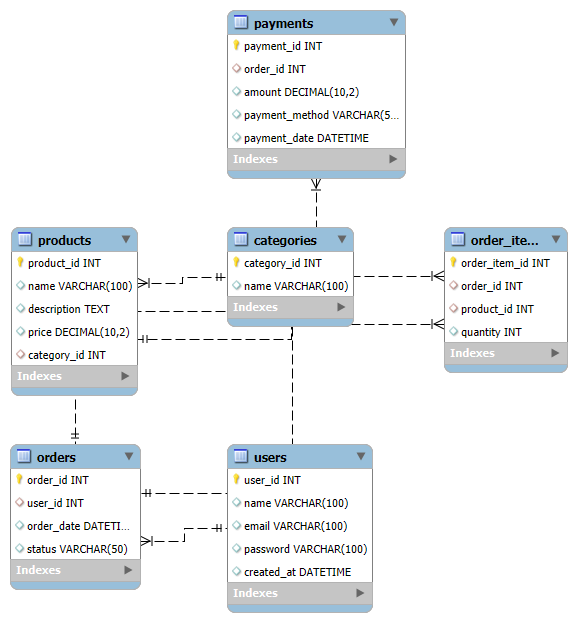 payments
payment_id INT
order_id INT
amount DECIMAL(10,2)
payment_method VARCHAR(5...
payment_date DATETIME
Indexes
products
product_id INT
name VARCHAR(100)
description TEXT
price DECIMAL(10,2)
category_id INT
Indexes
categories
category_id INT
name VARCHAR(100)
Indexes
order_ite...
order_item_id INT
order_id INT
product_id INT
quantity INT
Indexes
orders
order_id INT
user_id INT
order_date DATETI...
status VARCHAR(50)
Indexes
users
user_id INT
name VARCHAR(100)
email VARCHAR(100)
password VARCHAR(100)
created_at DATETIME
Indexes